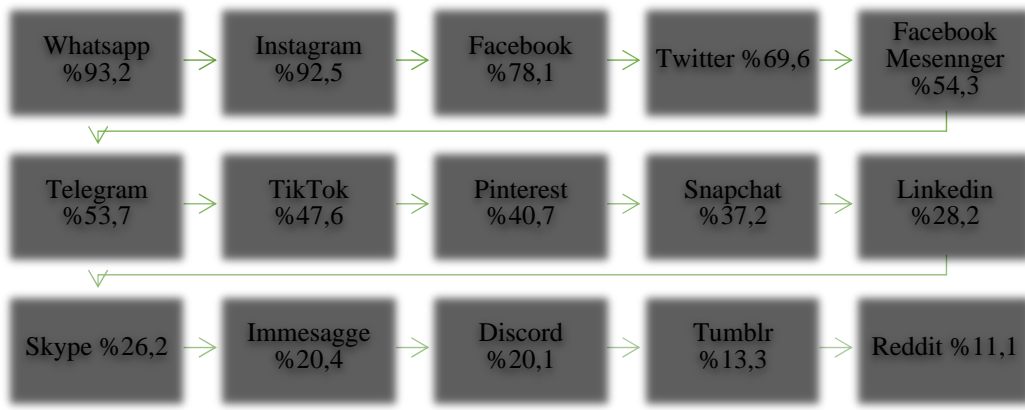 Whatsapp
%93,2
Instagram
%92,5
Facebook
%78,1
Twitter %69,6
Facebook
Mesennger
%54,3
Telegram
%53,7
TikTok
%47,6
Pinterest
%40,7
Snapchat
%37,2
Linkedin
%28,2
Skype %26,2
Immesagge
%20,4
Discord
%20,1
Tumblr
%13,3
Reddit %11,1